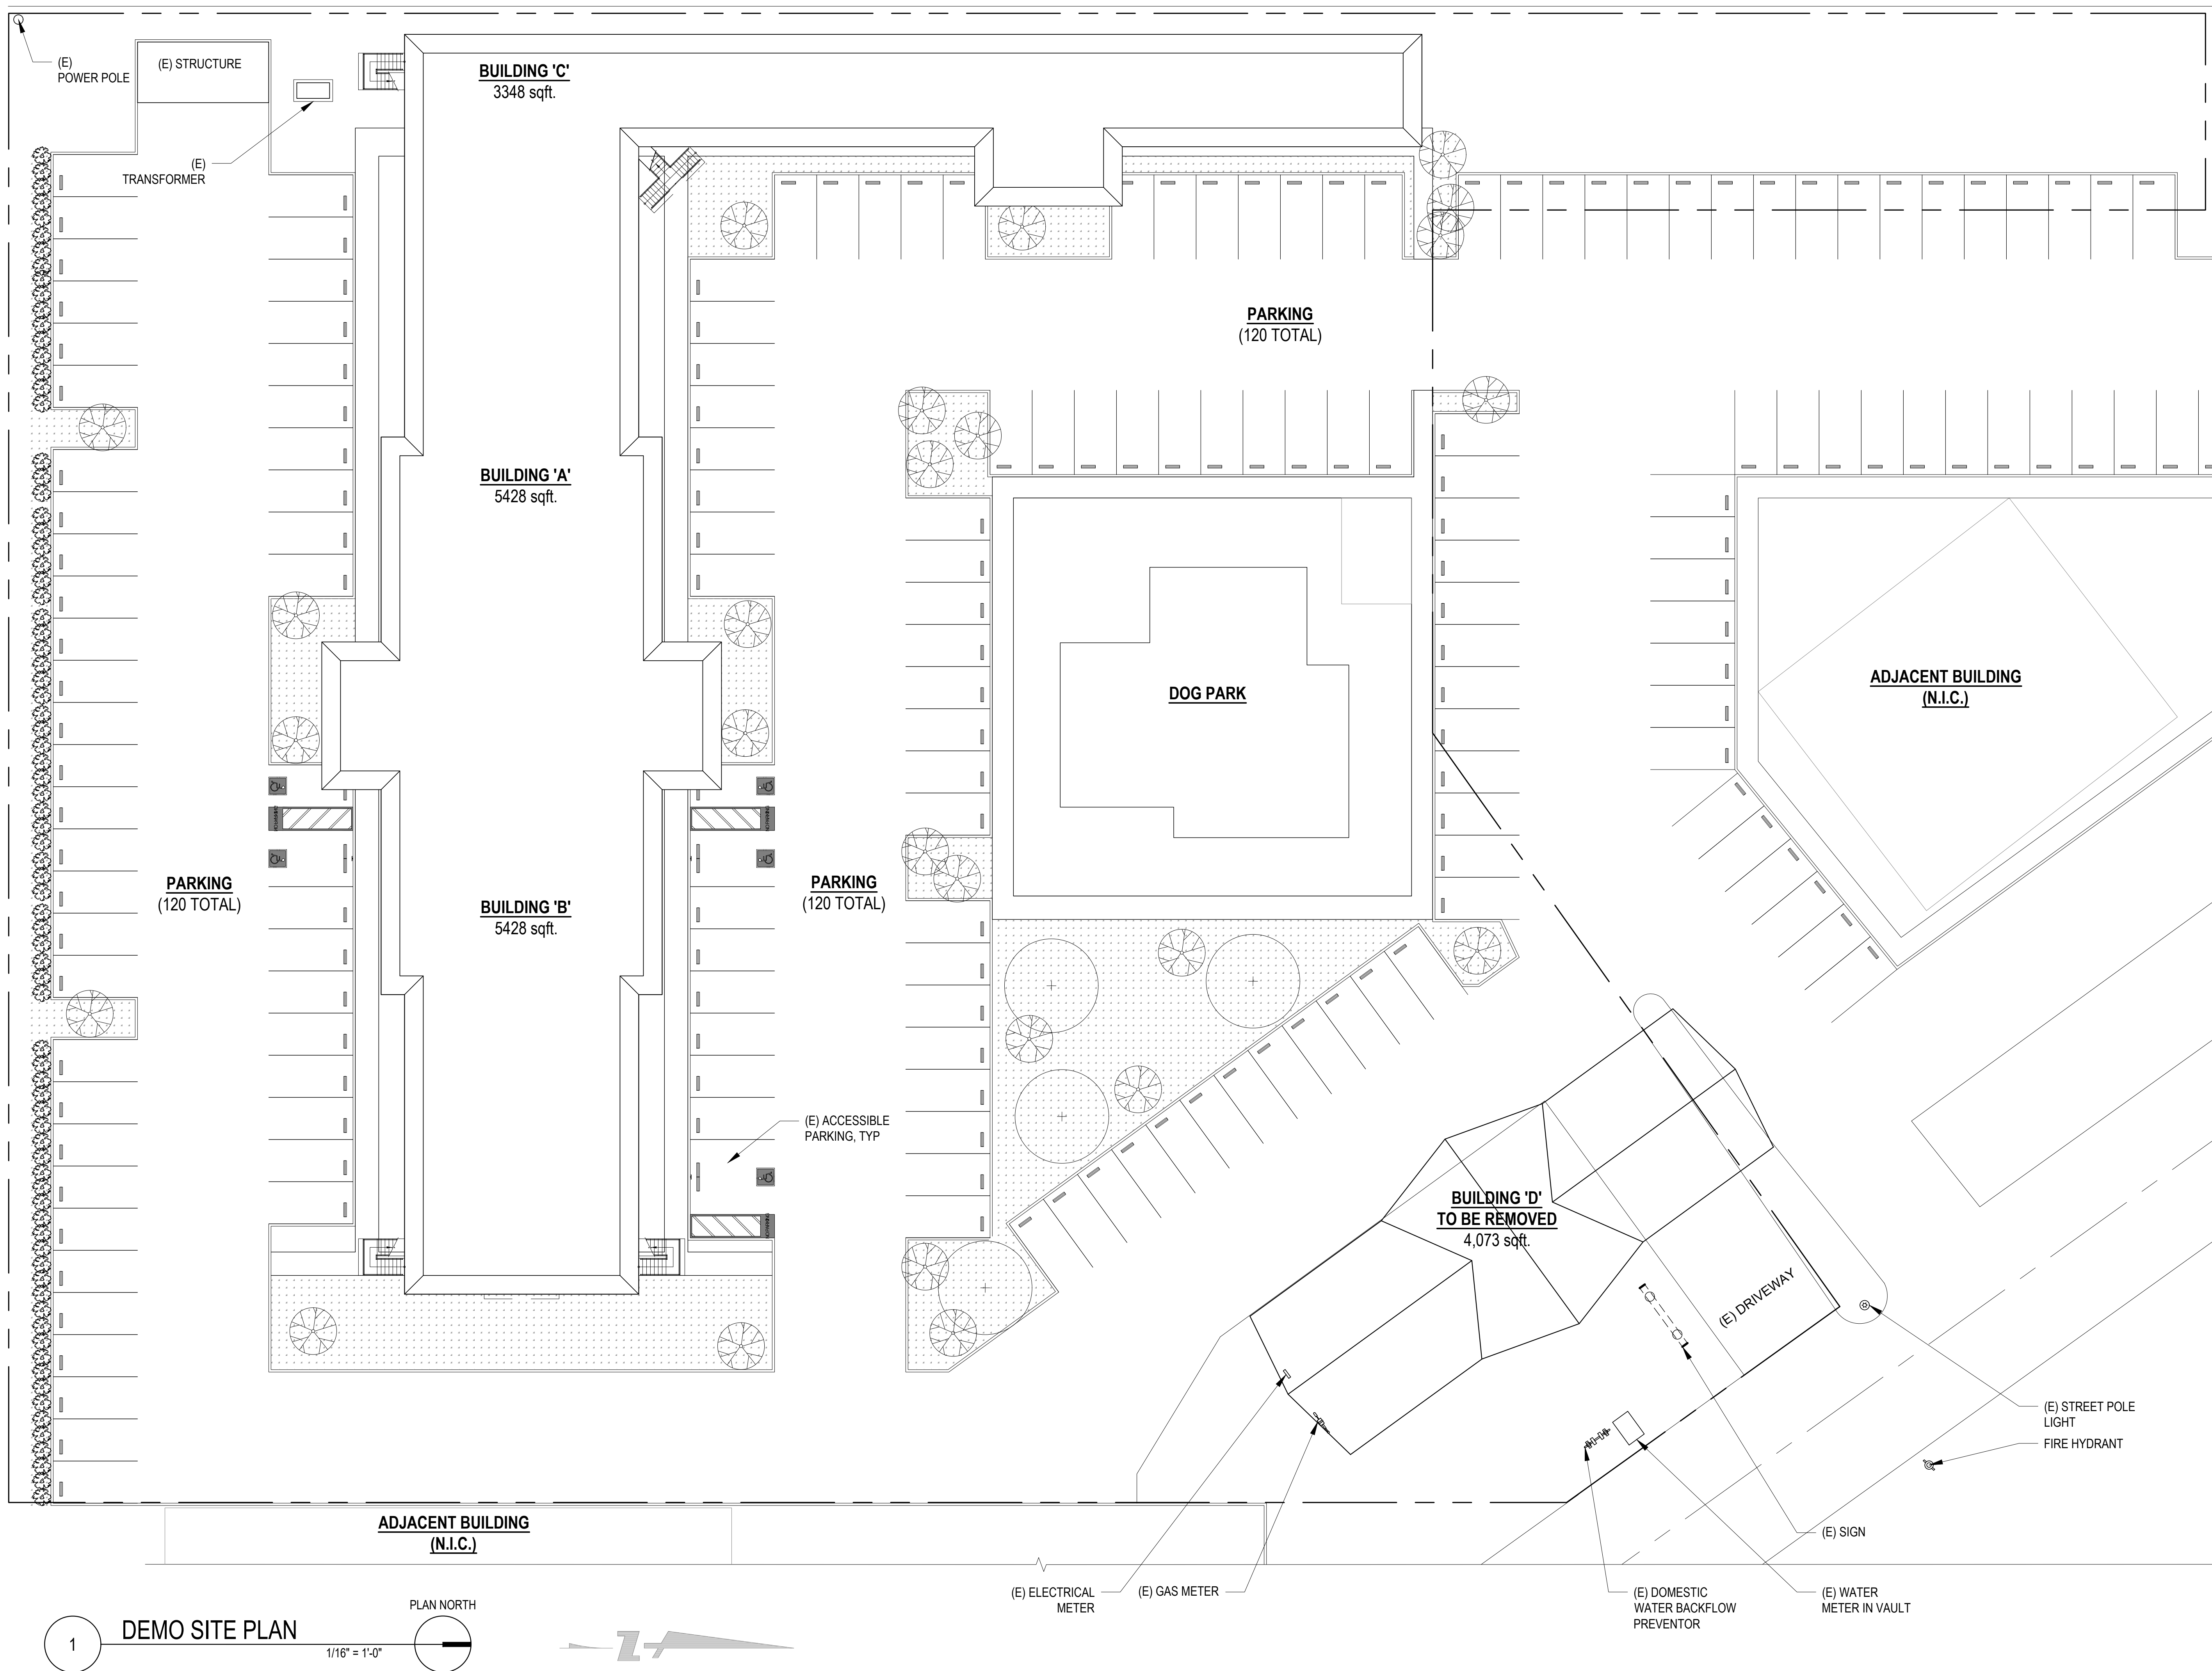 (E)
POWER POLE
(E) STRUCTURE
BUILDING 'C'
3348 sqft.
(E)
TRANSFORMER
PARKING
(120 TOTAL)
BUILDING 'A'
5428 sqft.
DOG PARK
ADJACENT BUILDING
(N.I.C.)
PARKING
(120 TOTAL)
BUILDING 'B'
5428 sqft.
PARKING
(120 TOTAL)
(E) ACCESSIBLE
PARKING, TYP
BUILDING 'D'
TO BE REMOVED
4,073 sqft.
(E) DRIVEWAY
(E) STREET POLE
LIGHT
FIRE HYDRANT
ADJACENT BUILDING
(N.I.C.)
(E) SIGN
(E) ELECTRICAL
METER
(E) GAS METER
(E) DOMESTIC
WATER BACKFLOW
PREVENTOR
(E) WATER
METER IN VAULT
1
DEMO SITE PLAN
1/16" = 1'-0"
PLAN NORTH
N